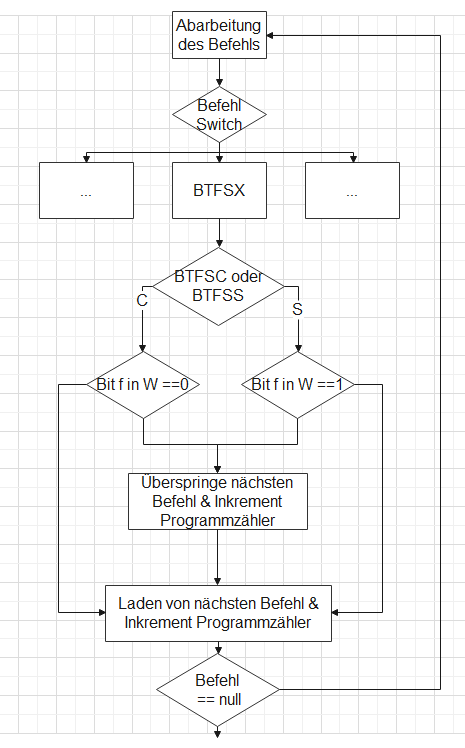 Abarbeitung
des Befehls
Befehl
Switch
...
BTFSX
...
BTFSC oder
BTFSS
C
S
Bit f in W ==0
Bit f in W ==1
Überspringe nächsten
Befehl & Inkrement
Programmzähler
Laden von nächsten Befehl &
Inkrement Programmzähler
Befehl
== null